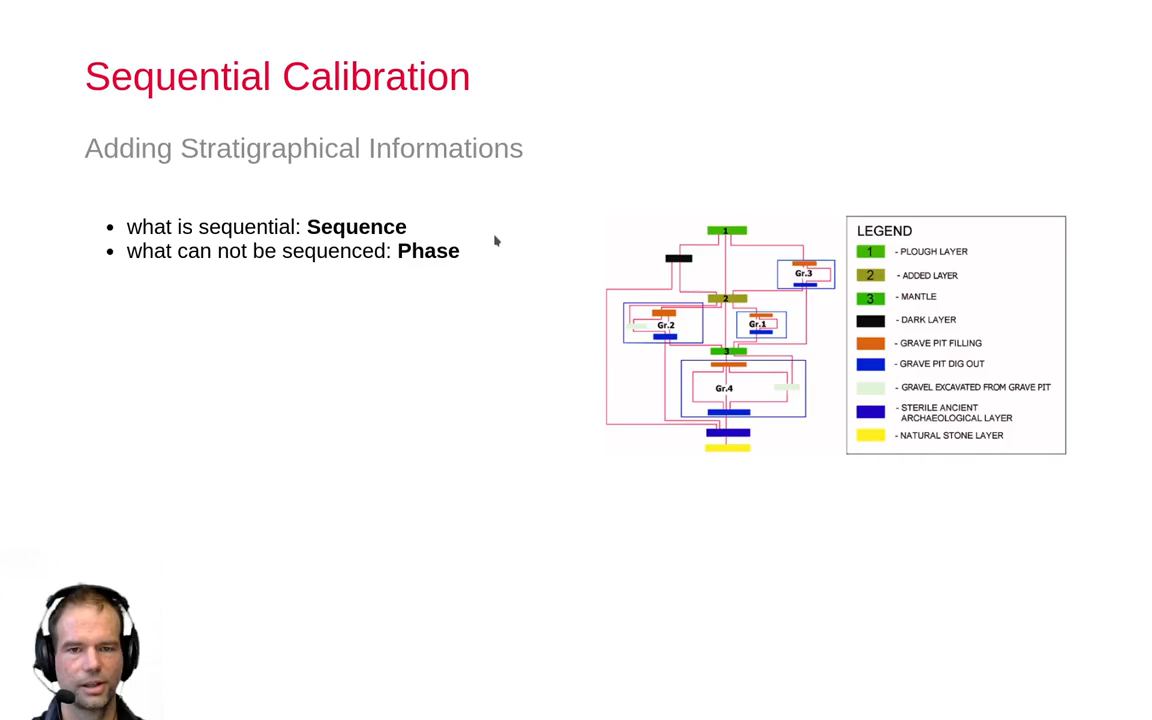 Sequential Calibration
Adding Stratigraphical Informations
• what is sequential: Sequence
• what can not be sequenced: Phase
1
Gr.3
2
Gr.2
Gr.1
3
Gr.4
LEGEND
1 - PLOUGH LAYER
2 - ADDED LAYER
3 - MANTLE
- DARK LAYER
- GRAVE PIT FILLING
- GRAVE PIT DIG OUT
- GRAVEL EXCAVATED FROM GRAVE PIT
- STERILE ANCIENT
ARCHAEOLOGICAL LAYER
- NATURAL STONE LAYER